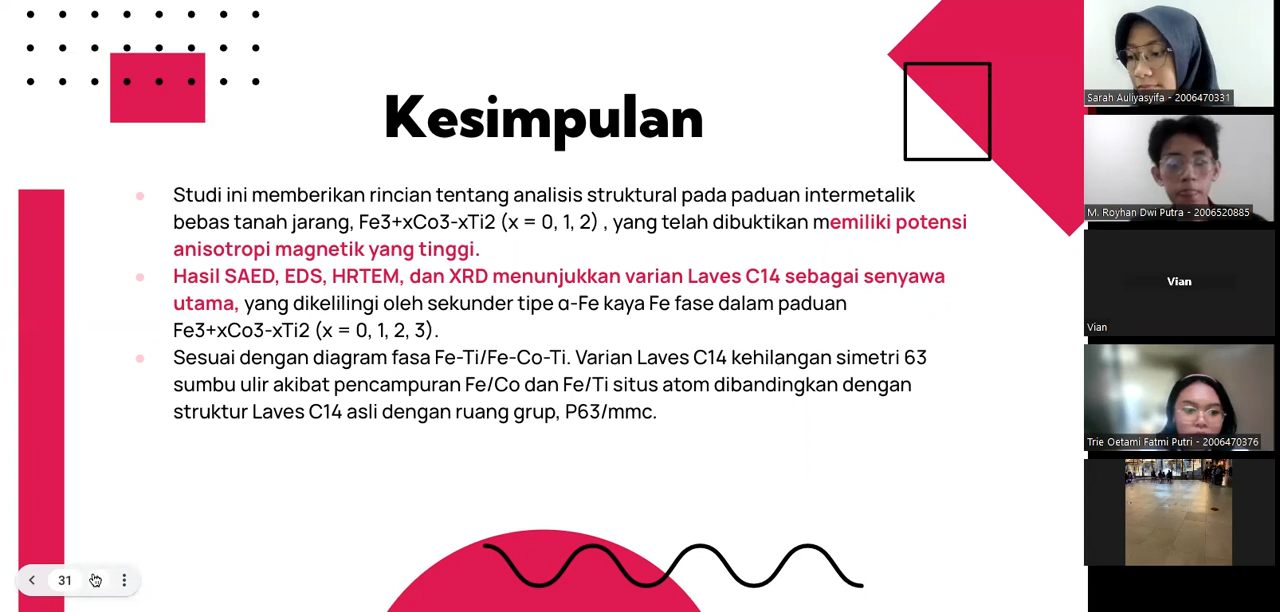 Kesimpulan
Studi ini memberikan rincian tentang analisis struktural pada paduan intermetalik
bebas tanah jarang, Fe3+xCo3-xTi2 (x = 0, 1, 2) , yang telah dibuktikan memiliki potensi
anisotropi magnetik yang tinggi.
Hasil SAED, EDS, HRTEM, dan XRD menunjukkan varian Laves C14 sebagai senyawa
utama, yang dikelilingi oleh sekunder tipe α-Fe kaya Fe fase dalam paduan
Fe3+xCo3-xTi2 (x = 0, 1, 2, 3).
Sesuai dengan diagram fasa Fe-Ti/Fe-Co-Ti. Varian Laves C14 kehilangan simetri 63
sumbu ulir akibat pencampuran Fe/Co dan Fe/Ti situs atom dibandingkan dengan
struktur Laves C14 asli dengan ruang grup, P63/mmc.
31
Sarah Auliyasyifa - 2006470331
M. Royhan Dwi Putra - 2006520885
Vian
Vian
Trie Oetami Fatmi Putri - 2006470376